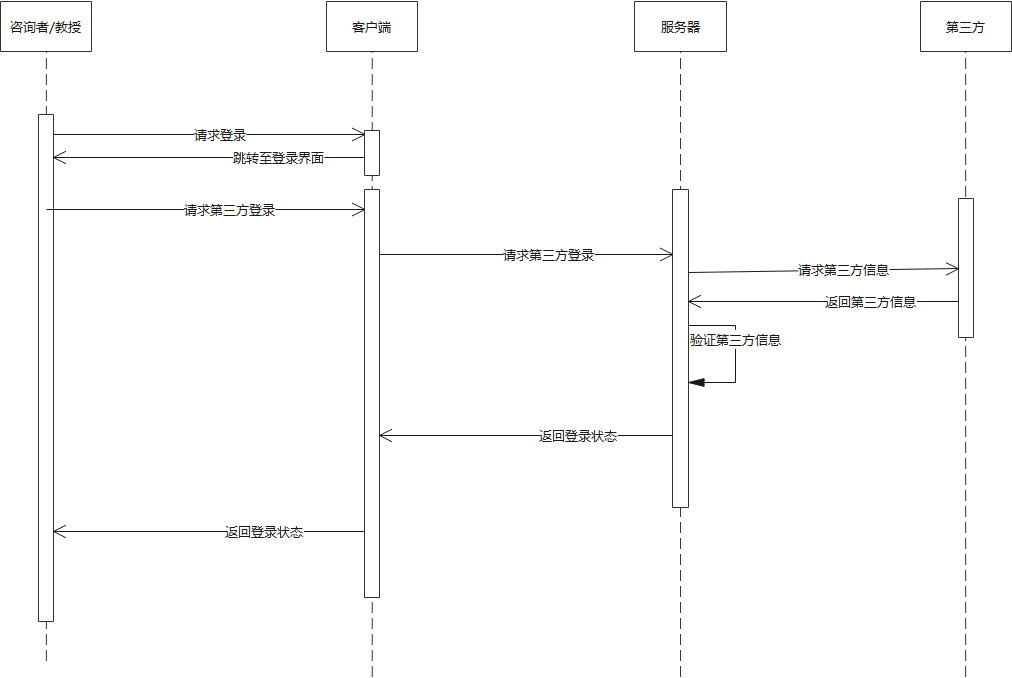 咨询者/教授
客户端
服务器
第三方
请求登录
跳转至登录界面
请求第三方登录
请求第三方登录
请求第三方信息
返回第三方信息
验证第三方信息
返回登录状态
返回登录状态